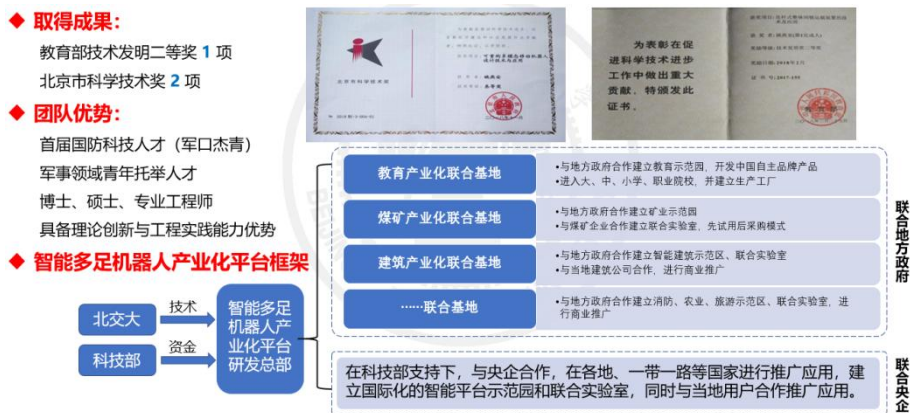 取得成果：
教育部技术发明二等奖 1 项
北京市科学技术奖 2 项
团队优势：
首届国防科技人才（军口杰青）
军事领域青年托举人才
博士、硕士、专业工程师
具备理论创新与工程实践能力优势
智能多足机器人产业化平台框架
北交大
技术
科技部
资金
智能多足
机器人产
业化平台
研发总部
北京市科学技术奖
为表彰在促
进科学技术进步
工作中做出重大
贡献，特颁发此
证书。
教育产业化联合基地
•与地方政府合作建立教育示范园，开发中国自主品牌产品
•进入大、中、小学、职业院校，并建立生产工厂
煤矿产业化联合基地
•与地方政府合作建立矿业示范园
•与煤矿企业合作建立联合实验室，先试用后采购模式
建筑产业化联合基地
•与地方政府合作建立智能建筑示范区、联合实验室
•与当地建筑公司合作，进行商业推广
······联合基地
•与地方政府合作建立消防、农业、旅游示范区、联合实验室，进
行商业推广
联合地方政府
在科技部支持下，与央企合作，在各地、一带一路等国家进行推广应用，建
立国际化的智能平台示范园和联合实验室，同时与当地用户合作推广应用。
联合央企